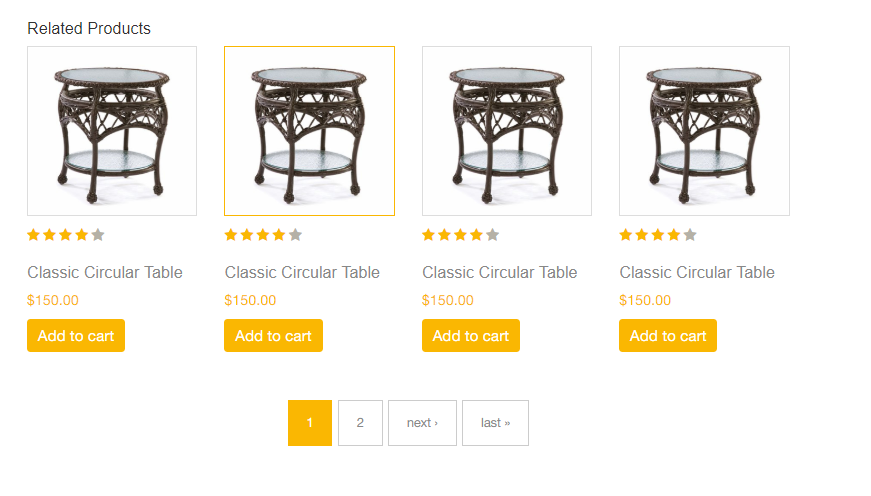 Related Products
Classic Circular Table Classic Circular Table Classic Circular Table Classic Circular Table
$150.00 $150.00 $150.00 $150.00
Add to cart Add to cart Add to cart Add to cart
1 2 next › last »